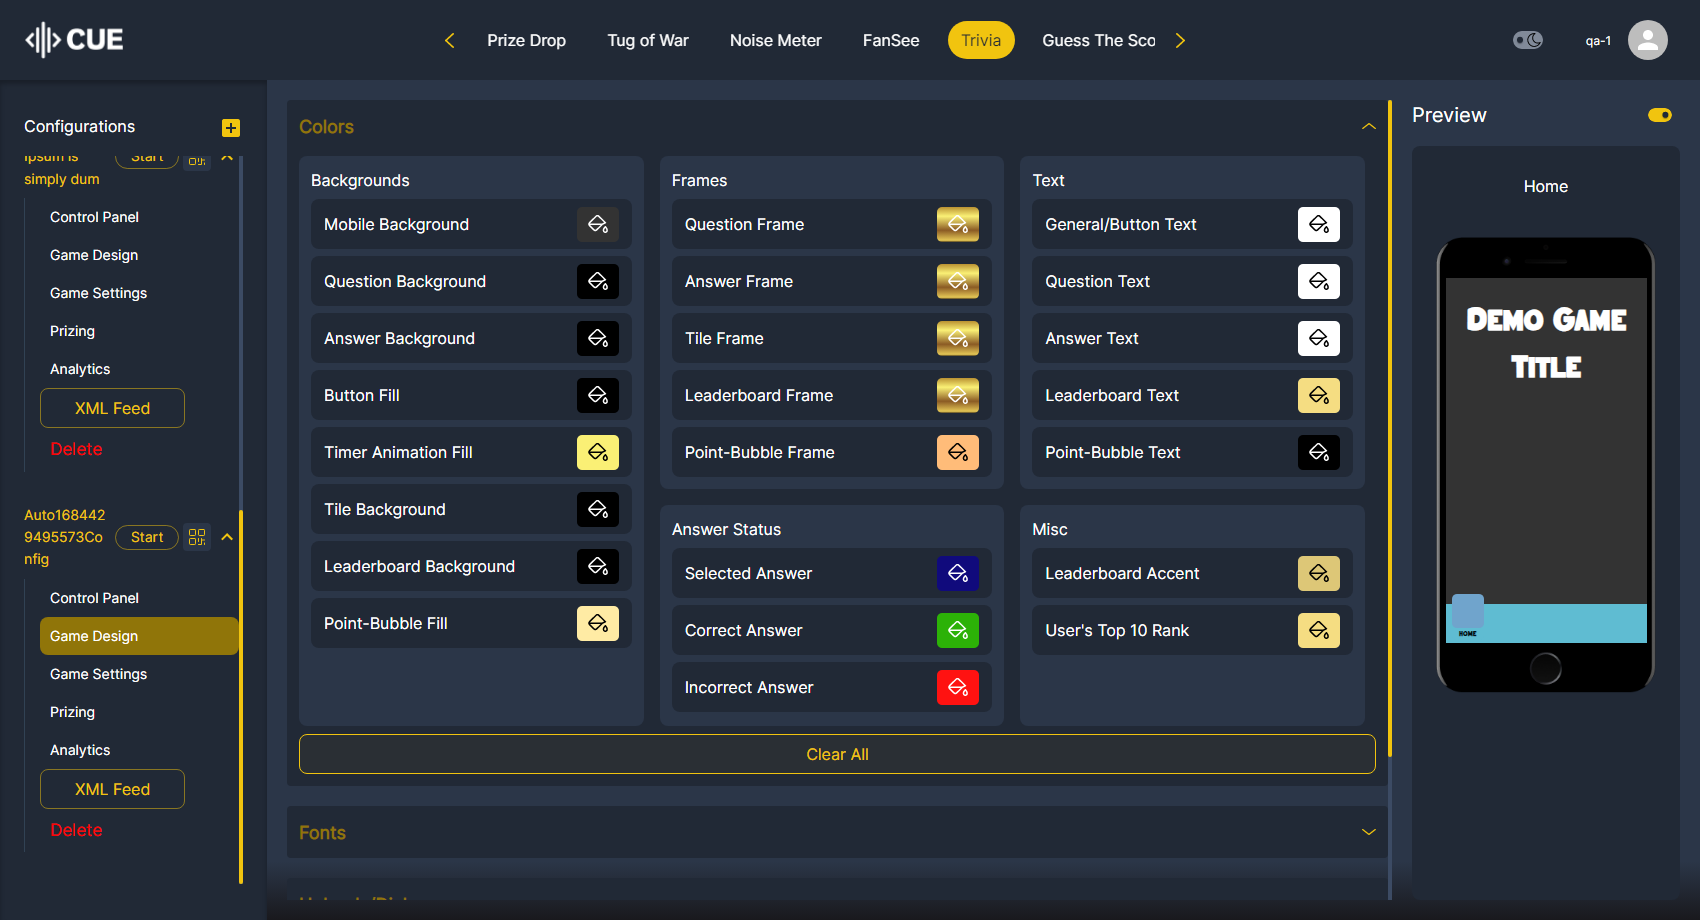 CUE
Prize Drop
Tug of War
Noise Meter
FanSee
Trivia
Guess The Sco
qa-1
Configurations
Ipsum is
simply dum
Start
Control Panel
Game Design
Game Settings
Prizing
Analytics
XML Feed
Delete
Auto168442
9495573Co
nfig
Start
Control Panel
Game Design
Game Settings
Prizing
Analytics
XML Feed
Delete
Colors
Backgrounds
Mobile Background
Question Background
Answer Background
Button Fill
Timer Animation Fill
Tile Background
Leaderboard Background
Point-Bubble Fill
Frames
Question Frame
Answer Frame
Tile Frame
Leaderboard Frame
Point-Bubble Frame
Text
General/Button Text
Question Text
Answer Text
Leaderboard Text
Point-Bubble Text
Answer Status
Selected Answer
Correct Answer
Incorrect Answer
Misc
Leaderboard Accent
User's Top 10 Rank
Clear All
Fonts
Preview
Home
Demo Game
Title
HOME